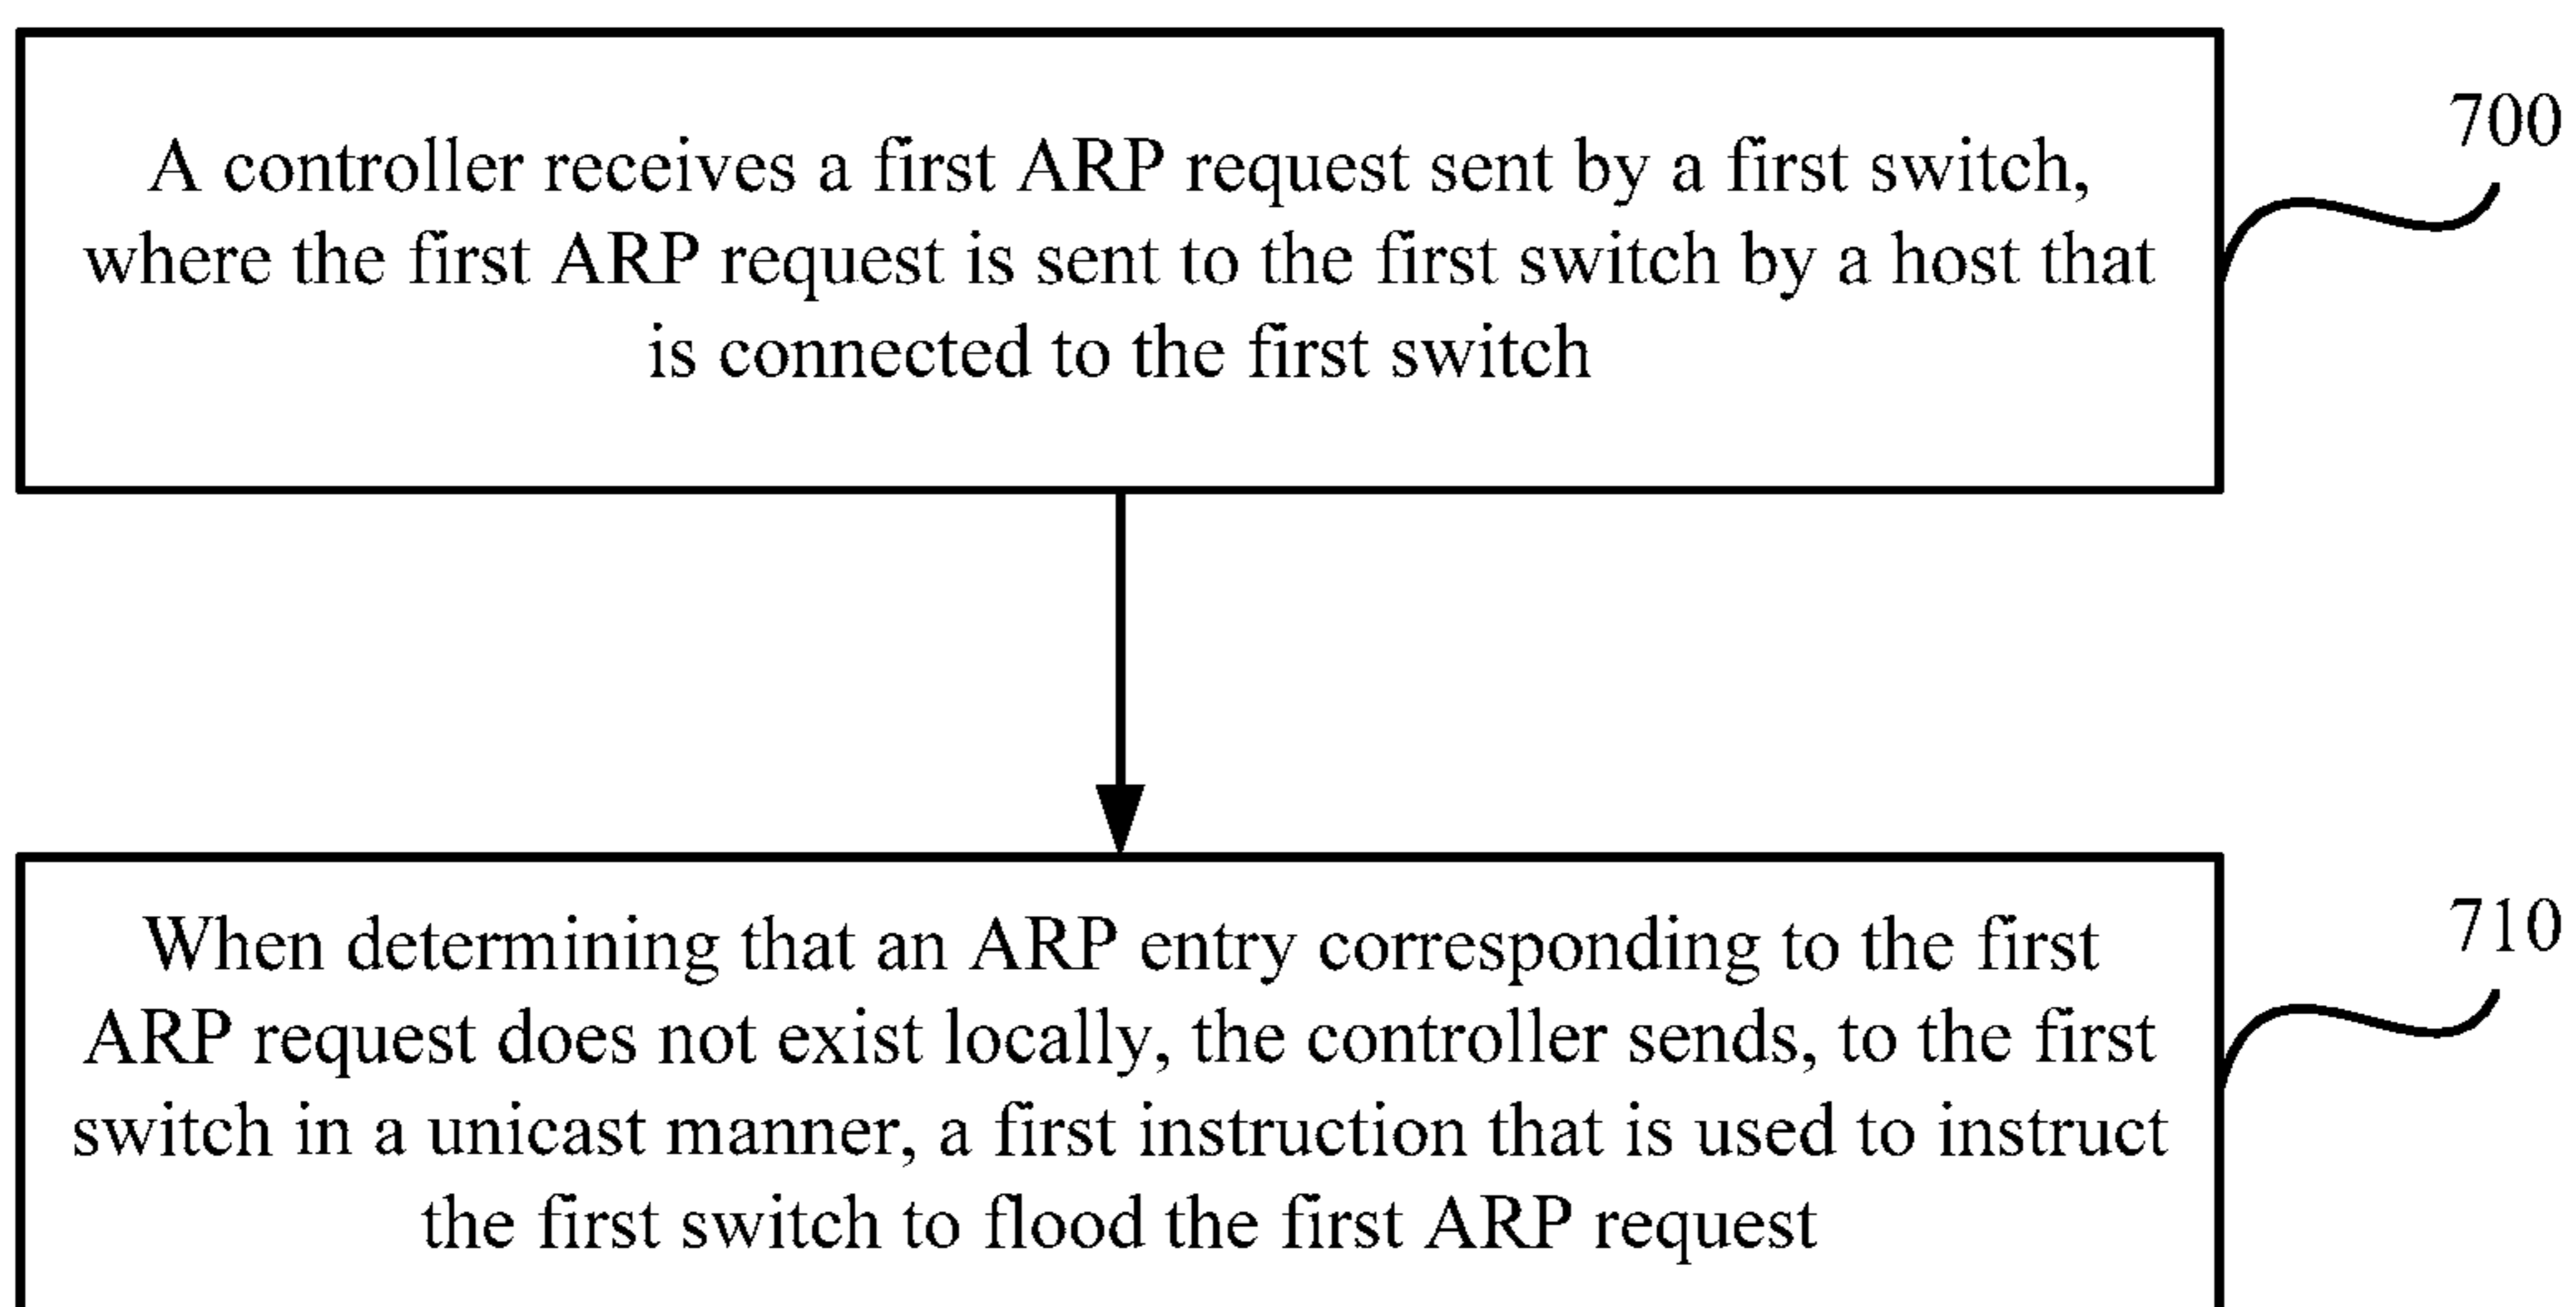 A controller receives a first ARP request sent by a first switch,
where the first ARP request is sent to the first switch by a host that
is connected to the first switch
700
When determining that an ARP entry corresponding to the first
ARP request does not exist locally, the controller sends, to the first
switch in a unicast manner, a first instruction that is used to instruct
the first switch to flood the first ARP request
710